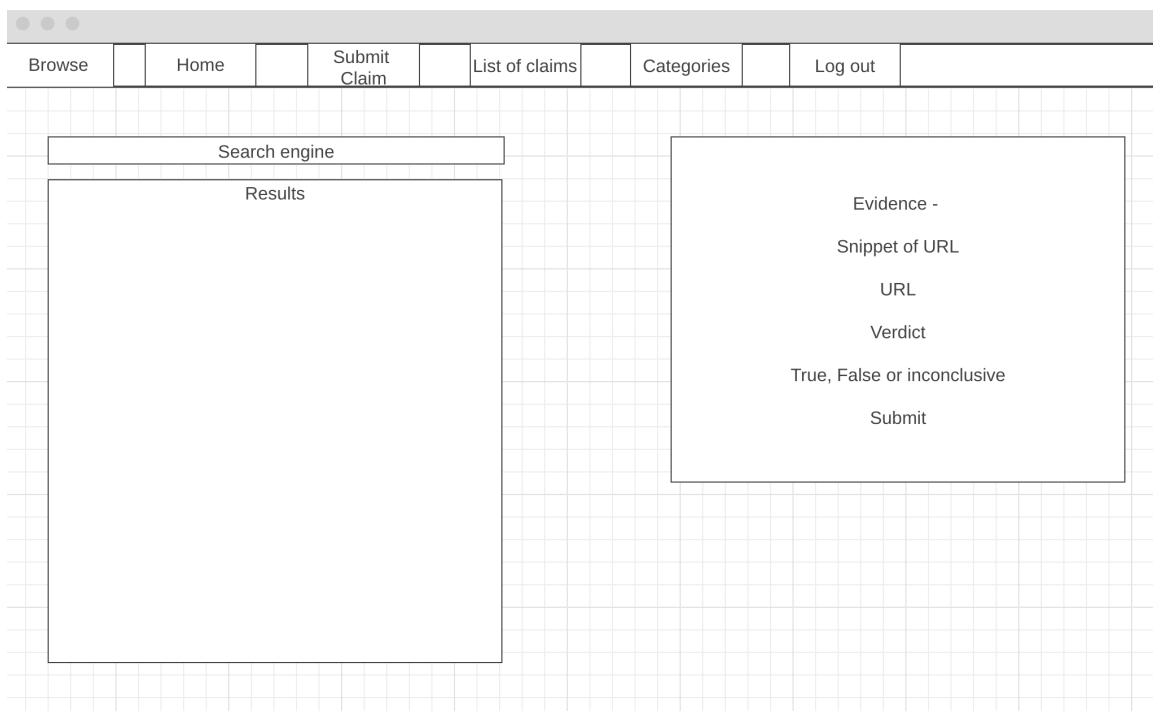 Browse
Home
Submit
Claim
List of claims
Categories
Log out
Search engine
Results
Evidence -
Snippet of URL
URL
Verdict
True, False or inconclusive
Submit